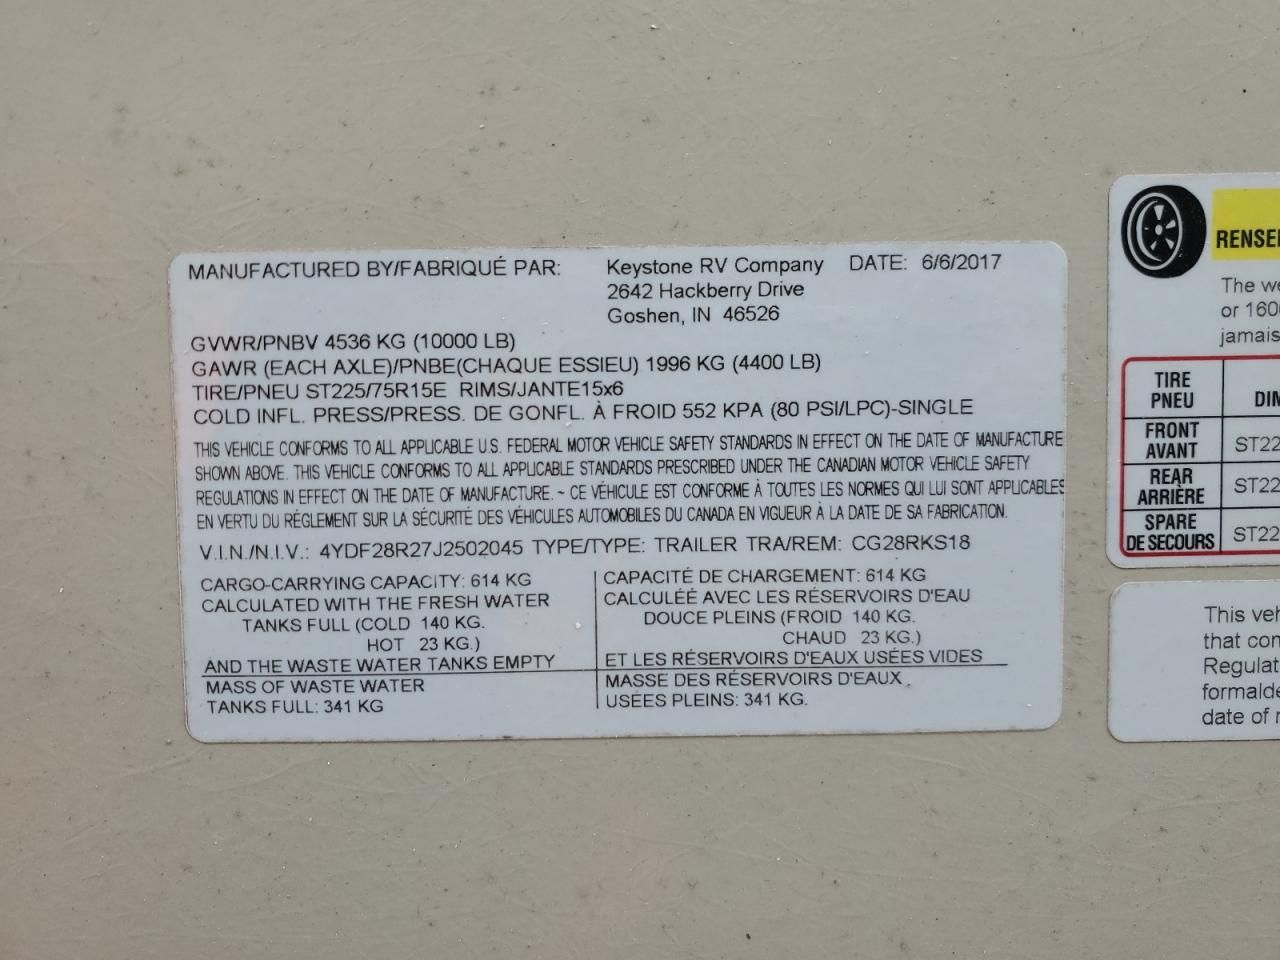 MANUFACTURED BY/FABRIQUÉ PAR: Keystone RV Company DATE: 6/6/2017
2642 Hackberry Drive
Goshen, IN 46526
GVWR/PNBV 4536 KG (10000 LB)
GAWR (EACH AXLE)/PNBE(CHAQUE ESSIEU) 1996 KG (4400 LB)
TIRE/PNEU ST225/75R15E RIMS/JANTE15x6
COLD INFL. PRESS/PRESS. DE GONFL. À FROID 552 KPA (80 PSI/LPC)-SINGLE
THIS VEHICLE CONFORMS TO ALL APPLICABLE U.S. FEDERAL MOTOR VEHICLE SAFETY STANDARDS IN EFFECT ON THE DATE OF MANUFACTURE
SHOWN ABOVE. THIS VEHICLE CONFORMS TO ALL APPLICABLE STANDARDS PRESCRIBED UNDER THE CANADIAN MOTOR VEHICLE SAFETY
REGULATIONS IN EFFECT ON THE DATE OF MANUFACTURE. ~ CE VÉHICULE EST CONFORME À TOUTES LES NORMES QUI LUI SONT APPLICABLES
EN VERTU DU RÉGLEMENT SUR LA SÉCURITÉ DES VÉHICULES AUTOMOBILES DU CANADA EN VIGUEUR À LA DATE DE SA FABRICATION.
V.I.N./N.I.V.: 4YDF28R27J2502045 TYPE/TYPE: TRAILER TRA/REM: CG28RKS18
CARGO-CARRYING CAPACITY: 614 KG
CALCULATED WITH THE FRESH WATER
TANKS FULL (COLD 140 KG.
HOT 23 KG.)
AND THE WASTE WATER TANKS EMPTY
MASS OF WASTE WATER
TANKS FULL: 341 KG
CAPACITÉ DE CHARGEMENT: 614 KG
CALCULÉE AVEC LES RÉSERVOIRS D'EAU
DOUCE PLEINS (FROID 140 KG.
CHAUD 23 KG.)
ET LES RÉSERVOIRS D'EAUX USÉES VIDES
MASSE DES RÉSERVOIRS D'EAUX
USÉES PLEINS: 341 KG.
RENSEI
The we
or 160
jamais
TIRE
PNEU DIM
FRONT
AVANT ST22
REAR
ARRIÈRE ST22
SPARE
DE SECOURS ST22
This veh
that con
Regulat
formalde
date of